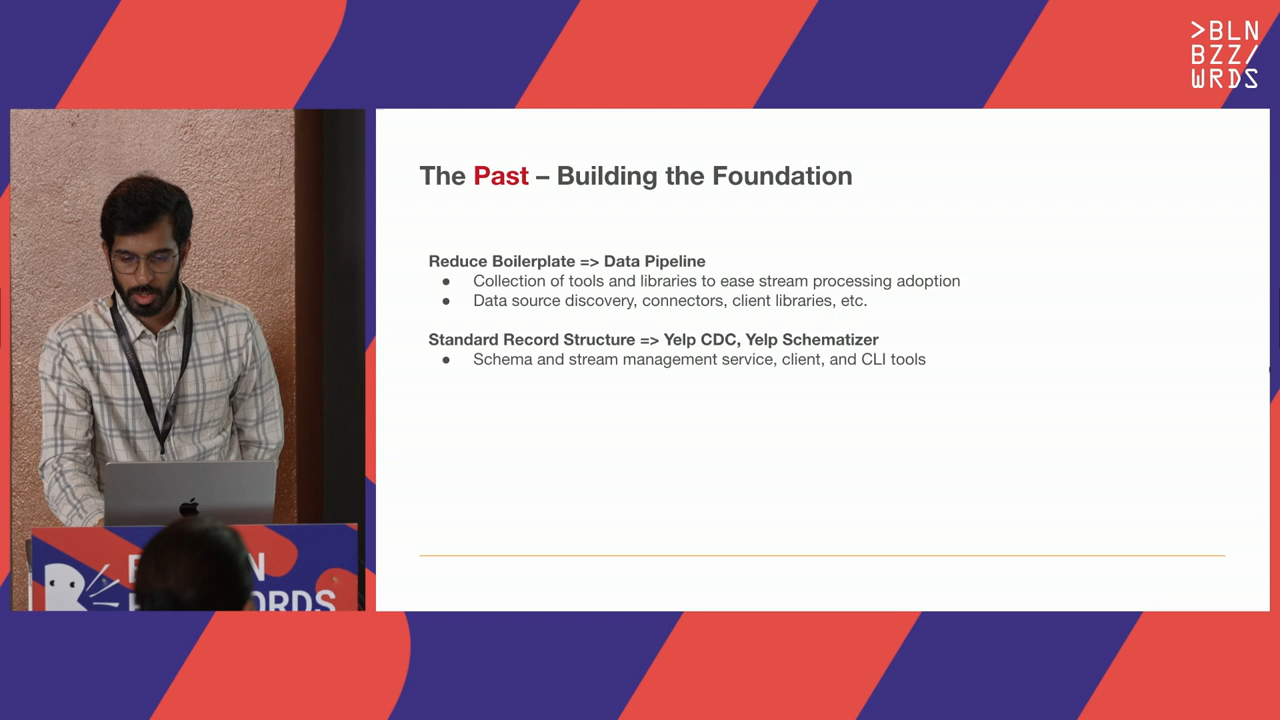 >BLN
BZZ/
WRDS
The Past – Building the Foundation
Reduce Boilerplate => Data Pipeline
● Collection of tools and libraries to ease stream processing adoption
● Data source discovery, connectors, client libraries, etc.
Standard Record Structure => Yelp CDC, Yelp Schematizer
● Schema and stream management service, client, and CLI tools